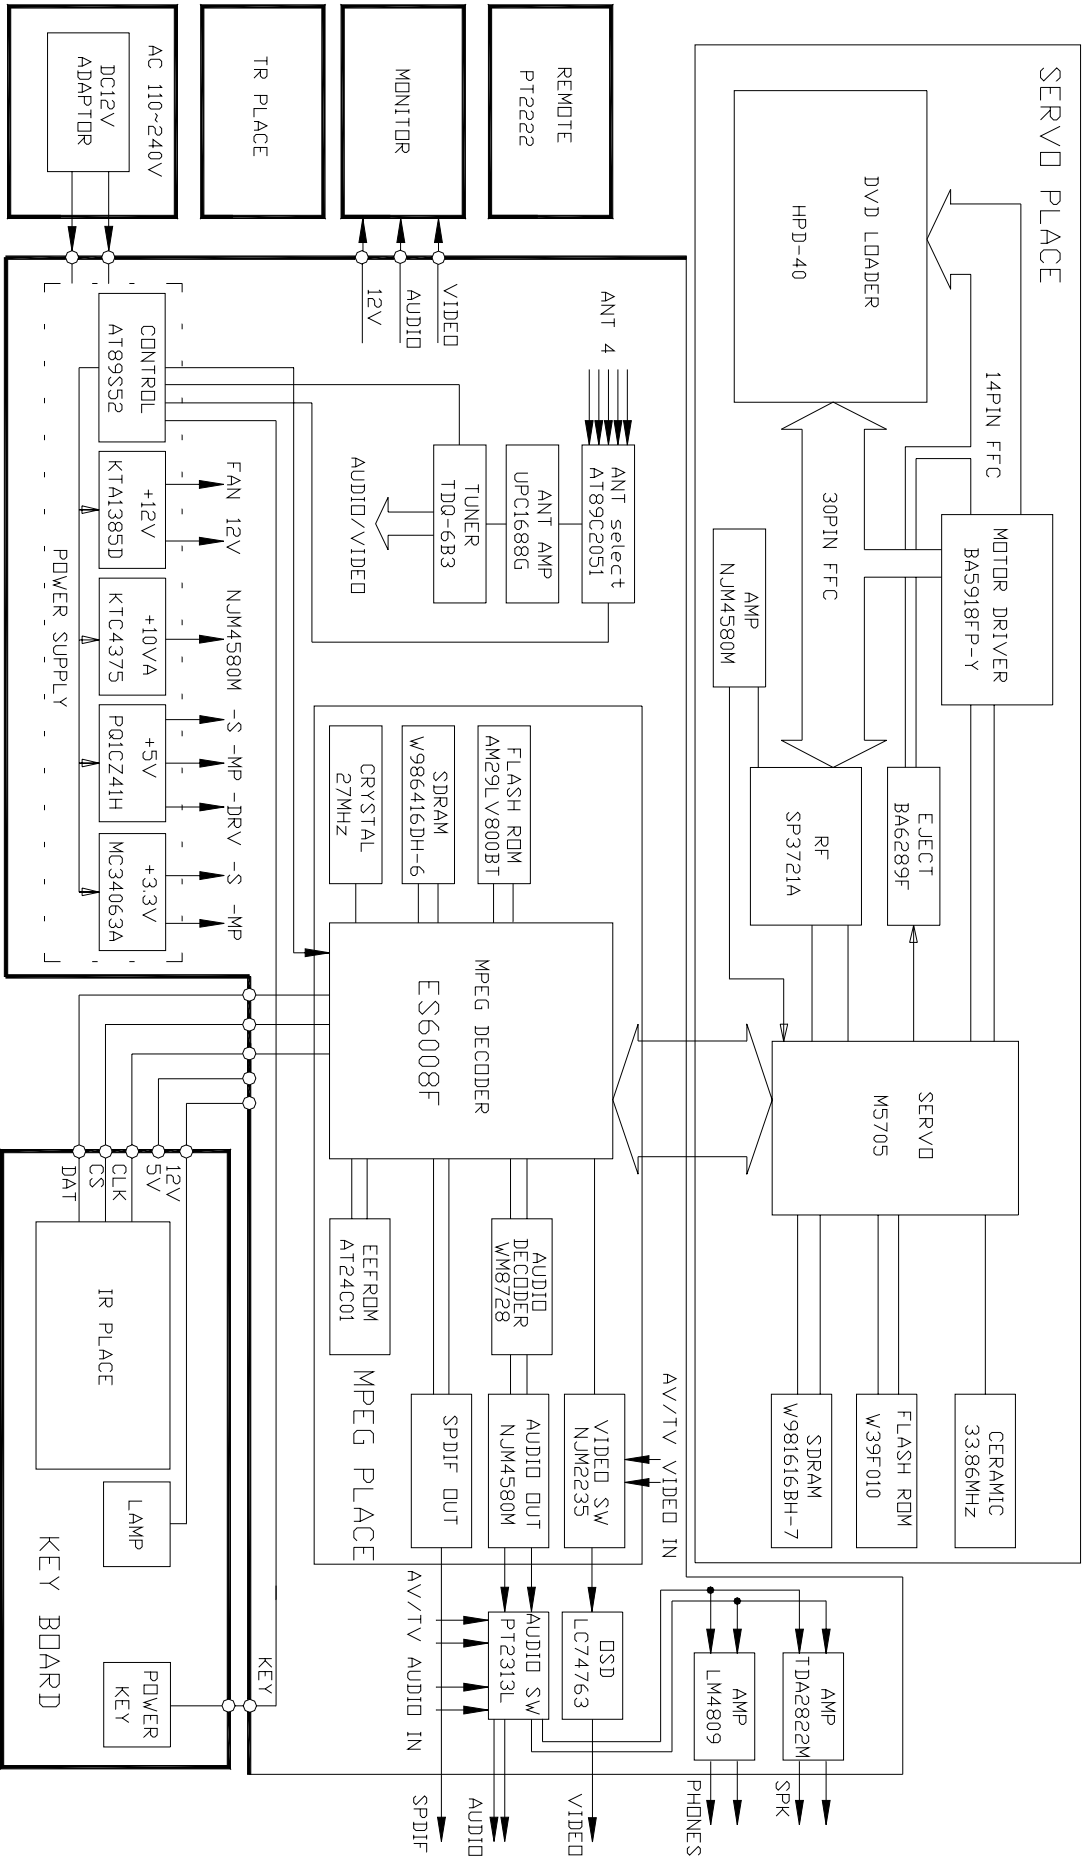 SERVO PLACE
DVD LOADER
HPD-40
14PIN FFC
30PIN FFC
MOTOR DRIVER
BA5918FP-Y
AMP
NJM4580M
EJECT
BA6289F
RF
SP3721A
SERVO
M5705
CERAMIC
33.86MHz
FLASH ROM
W39F010
SDRAM
W981616BH-7
REMOTE
PT2222
MONITOR
TR PLACE
AC 110~240V
DC12V
ADAPTOR
VIDEO
AUDIO
12V
ANT 4
ANT select
AT89C2051
ANT AMP
UPC1688G
TUNER
TDQ-6B3
AUDIO/VIDEO
CONTROL
AT89S52
+12V
KTA1385D
+10VA
KTC4375
+5V
PQ1CZ41H
+3.3V
MC34063A
FAN 12V
NJM4580M
-S -MP -DRV
-S -MP
POWER SUPPLY
FLASH ROM
AM29LV800BT
SDRAM
W986416DH-6
CRYSTAL
27MHz
MPEG DECODER
ES6008F
AUDIO
DECODER
WM8728
EEFROM
AT24C01
VIDEO SW
NJM2235
AUDIO OUT
NJM4580M
SPDIF OUT
MPEG PLACE
AV/TV VIDEO IN
AV/TV AUDIO IN
OSD
LC74763
AUDIO SW
PT2313L
AMP
TDA2822M
AMP
LM4809
SPK
PHONES
VIDEO
AUDIO
SPDIF
12V
5V
CLK
CS
DAT
IR PLACE
LAMP
KEY BOARD
POWER
KEY
KEY